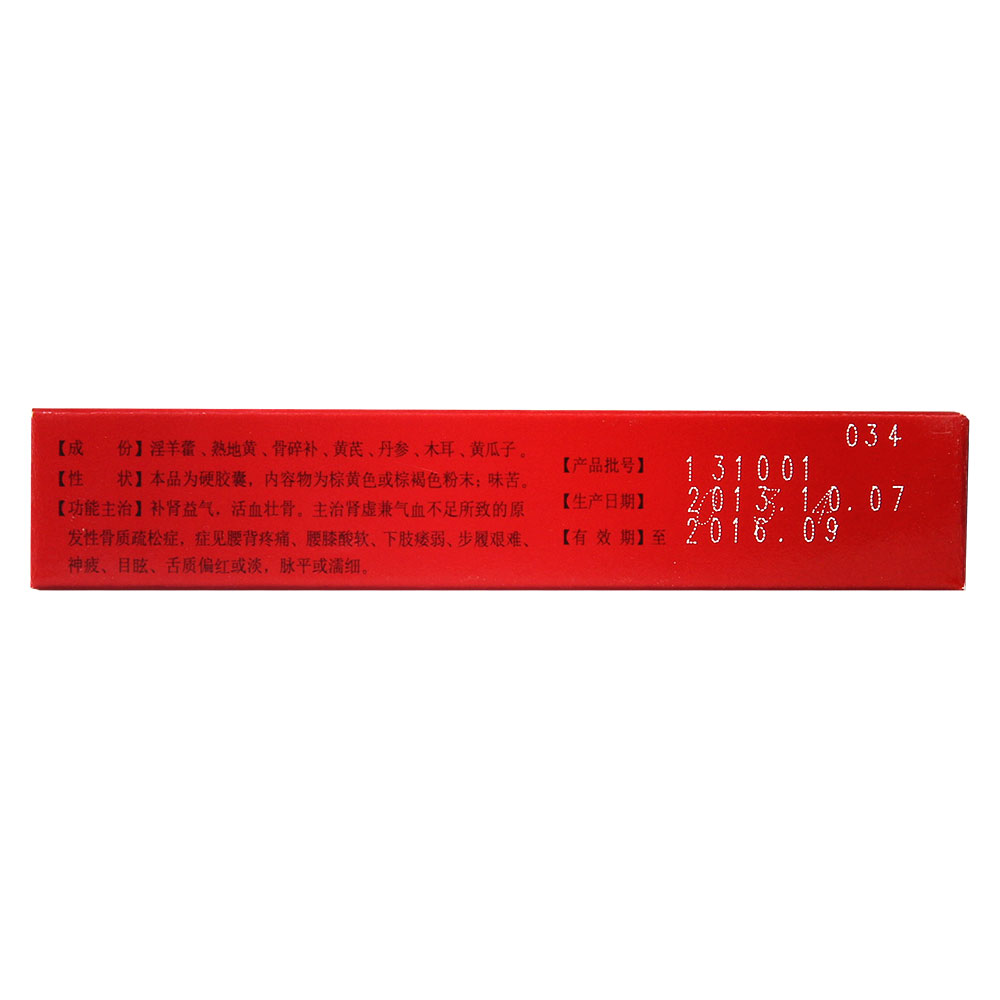 【成 份】淫羊藿、熟地黄、骨碎补、黄芪、丹参、木耳、黄瓜子。
【性 状】本品为硬胶囊，内容物为棕黄色或棕褐色粉末；味苦。
【功能主治】补肾益气，活血壮骨。主治肾虚兼气血不足所致的原
发性骨质疏松症，症见腰背疼痛、腰膝酸软、下肢痿弱、步履艰难、
神疲、目眩、舌质偏红或淡，脉平或濡细。
034
【产品批号】 131001
【生产日期】 2013.10.07
【有 效 期】至 2016.09